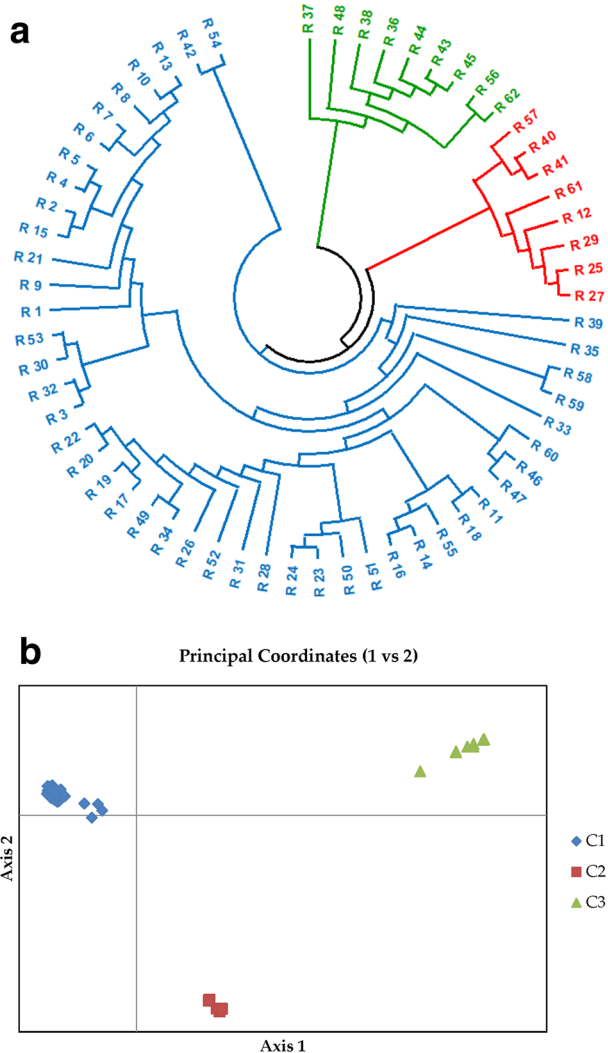 a
R 37
R 48
R 38
R 36
R 44
R 43
R 45
R 56
R 62
R 57
R 40
R 41
R 61
R 12
R 29
R 25
R 27
R 39
R 35
R 58
R 59
R 33
R 60
R 46
R 47
R 11
R 18
R 55
R 14
R 16
R 51
R 50
R 23
R 24
R 28
R 31
R 52
R 26
R 34
R 49
R 17
R 19
R 20
R 22
R 3
R 32
R 30
R 53
R 1
R 9
R 21
R 15
R 2
R 4
R 5
R 6
R 7
R 8
R 10
R 13
R 42
R 54
b
Principal Coordinates (1 vs 2)
Axis 2
C1
C2
C3
Axis 1